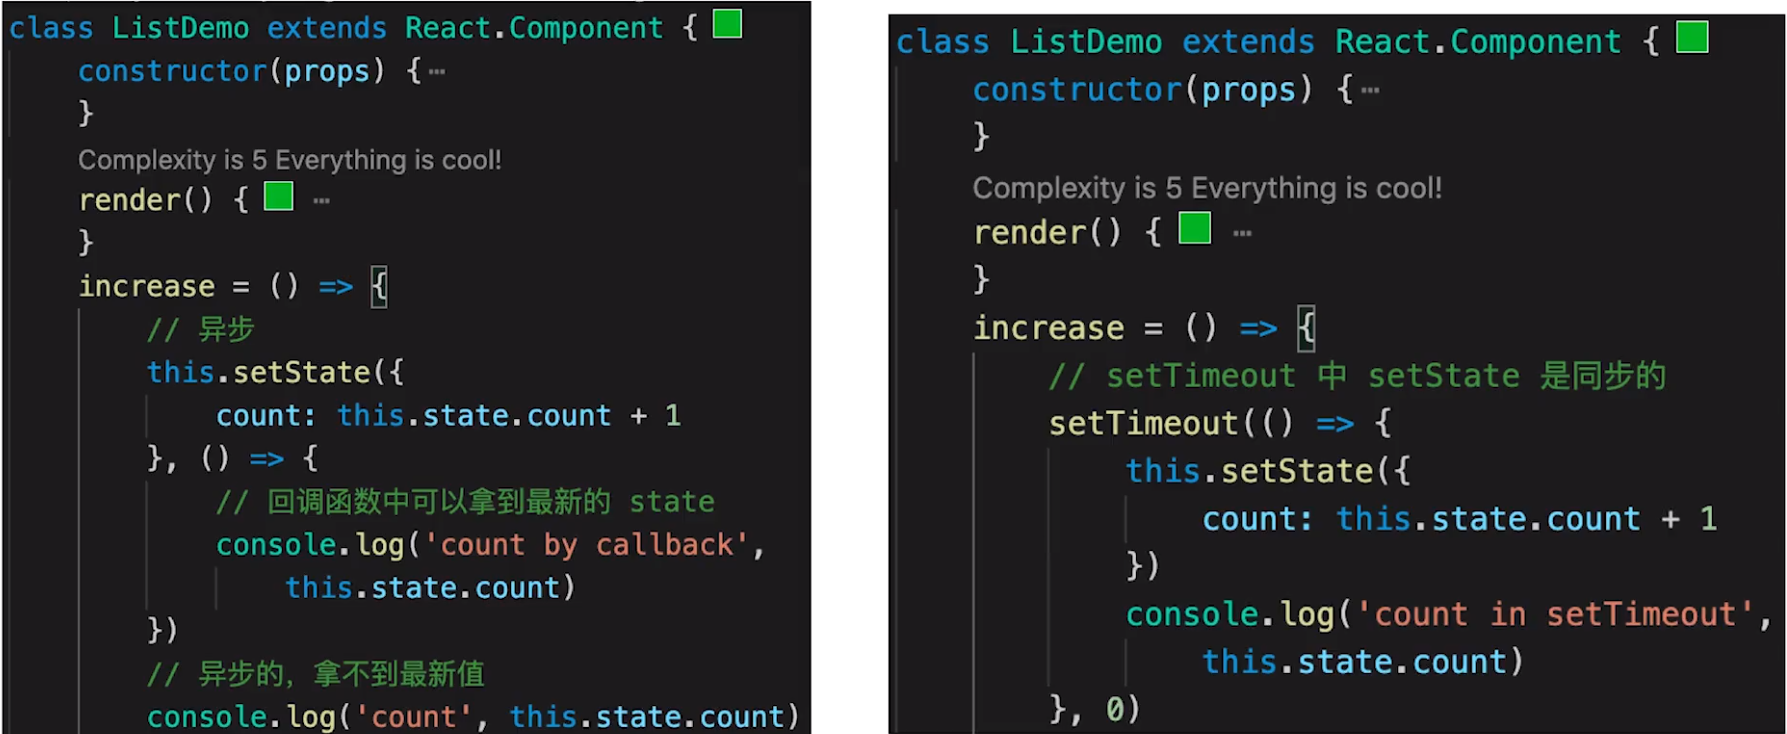 class ListDemo extends React.Component {
constructor(props) {…
}
Complexity is 5 Everything is cool!
render() { …
}
increase = () => {
// 异步
this.setState({
count: this.state.count + 1
}, () => {
// 回调函数中可以拿到最新的 state
console.log('count by callback',
this.state.count)
})
// 异步的，拿不到最新值
console.log('count', this.state.count)
class ListDemo extends React.Component {
constructor(props) {…
}
Complexity is 5 Everything is cool!
render() { …
}
increase = () => {
// setTimeout 中 setState 是同步的
setTimeout(() => {
this.setState({
count: this.state.count + 1
})
console.log('count in setTimeout',
this.state.count)
}, 0)